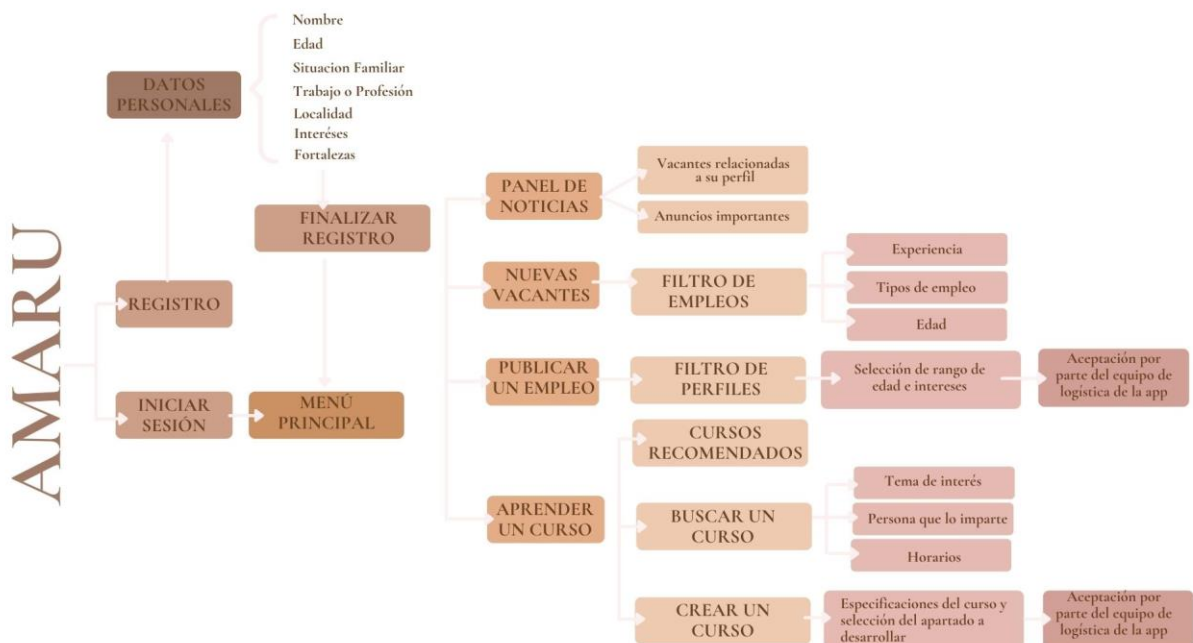 AMARU
Nombre
Edad
Situacion Familiar
Trabajo o Profesión
Localidad
Interéses
Fortalezas
DATOS
PERSONALES
FINALIZAR
REGISTRO
REGISTRO
INICIAR
SESIÓN
MENÚ
PRINCIPAL
PANEL DE
NOTICIAS
Vacantes relacionadas
a su perfil
Anuncios importantes
NUEVAS
VACANTES
FILTRO DE
EMPLEOS
Experiencia
Tipos de empleo
Edad
PUBLICAR
UN EMPLEO
FILTRO DE
PERFILES
Selección de rango de
edad e intereses
Aceptación por
parte del equipo de
logística de la app
APRENDER
UN CURSO
CURSOS
RECOMENDADOS
BUSCAR UN
CURSO
Tema de interés
Persona que lo imparte
Horarios
CREAR UN
CURSO
Especificaciones del curso y
selección del apartado a
desarrollar
Aceptación por
parte del equipo de
logística de la app